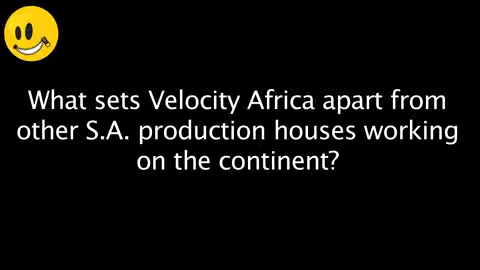 What sets Velocity Africa apart from
other S.A. production houses working
on the continent?